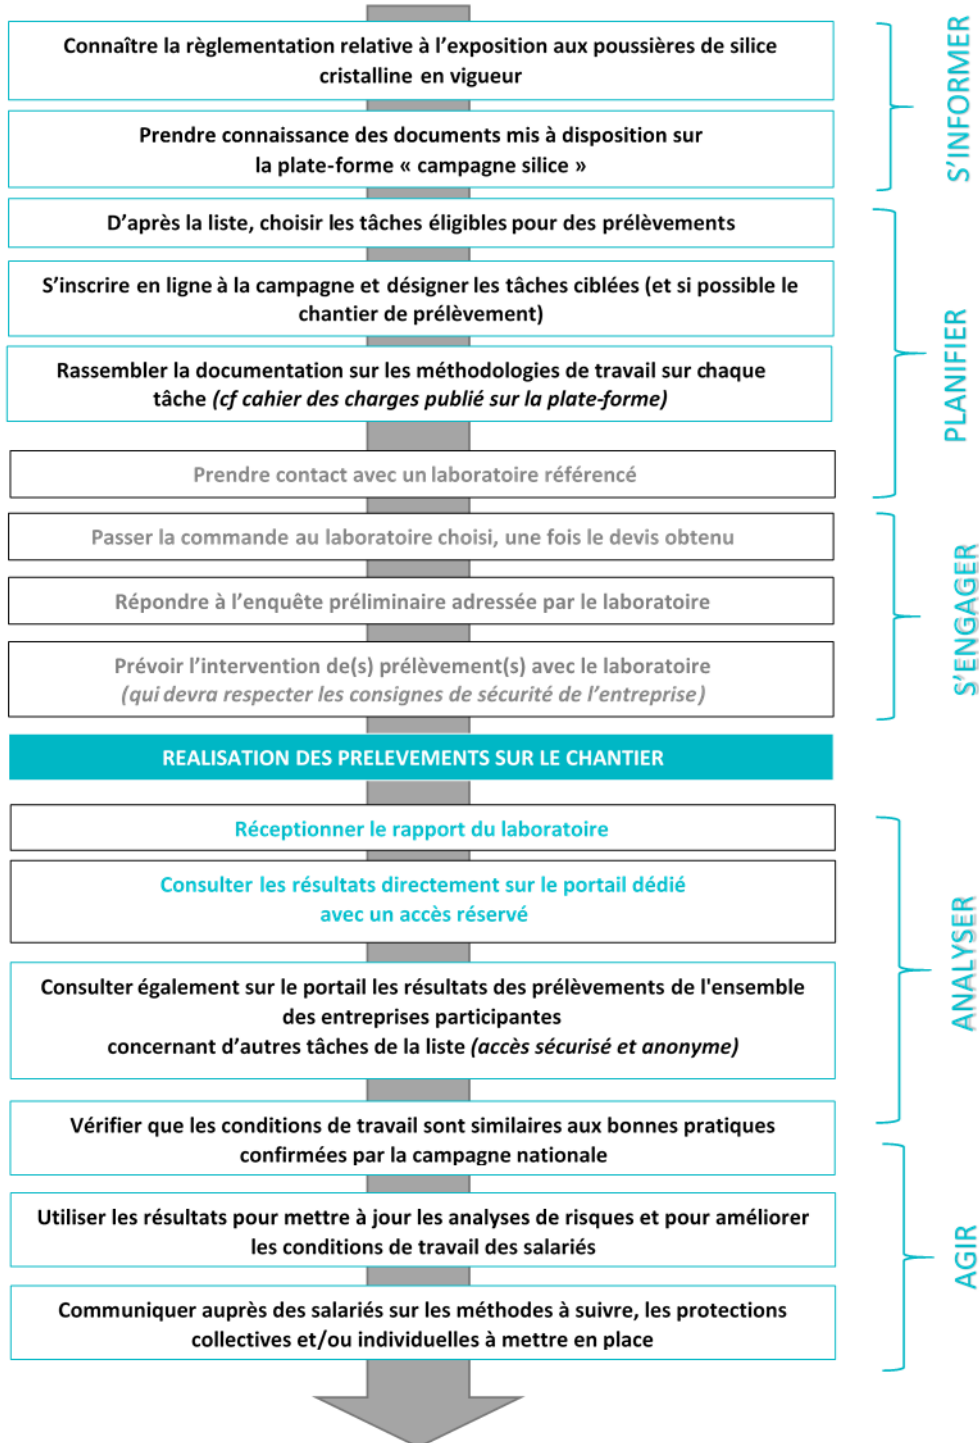 Connaître la règlementation relative à l'exposition aux poussières de silice
cristalline en vigueur
Prendre connaissance des documents mis à disposition sur
la plate-forme « campagne silice »
S'INFORMER
D'après la liste, choisir les tâches éligibles pour des prélèvements
S'inscrire en ligne à la campagne et désigner les tâches ciblées (et si possible le
chantier de prélèvement)
Rassembler la documentation sur les méthodologies de travail sur chaque
tâche (cf cahier des charges publié sur la plate-forme)
Prendre contact avec un laboratoire référencé
PLANIFIER
Passer la commande au laboratoire choisi, une fois le devis obtenu
Répondre à l'enquête préliminaire adressée par le laboratoire
Prévoir l'intervention de(s) prélèvement(s) avec le laboratoire
(qui devra respecter les consignes de sécurité de l'entreprise)
S'ENGAGER
REALISATION DES PRELEVEMENTS SUR LE CHANTIER
Réceptionner le rapport du laboratoire
Consulter les résultats directement sur le portail dédié
avec un accès réservé
Consulter également sur le portail les résultats des prélèvements de l'ensemble
des entreprises participantes
concernant d'autres tâches de la liste (accès sécurisé et anonyme)
ANALYSER
Vérifier que les conditions de travail sont similaires aux bonnes pratiques
confirmées par la campagne nationale
Utiliser les résultats pour mettre à jour les analyses de risques et pour améliorer
les conditions de travail des salariés
Communiquer auprès des salariés sur les méthodes à suivre, les protections
collectives et/ou individuelles à mettre en place
AGIR